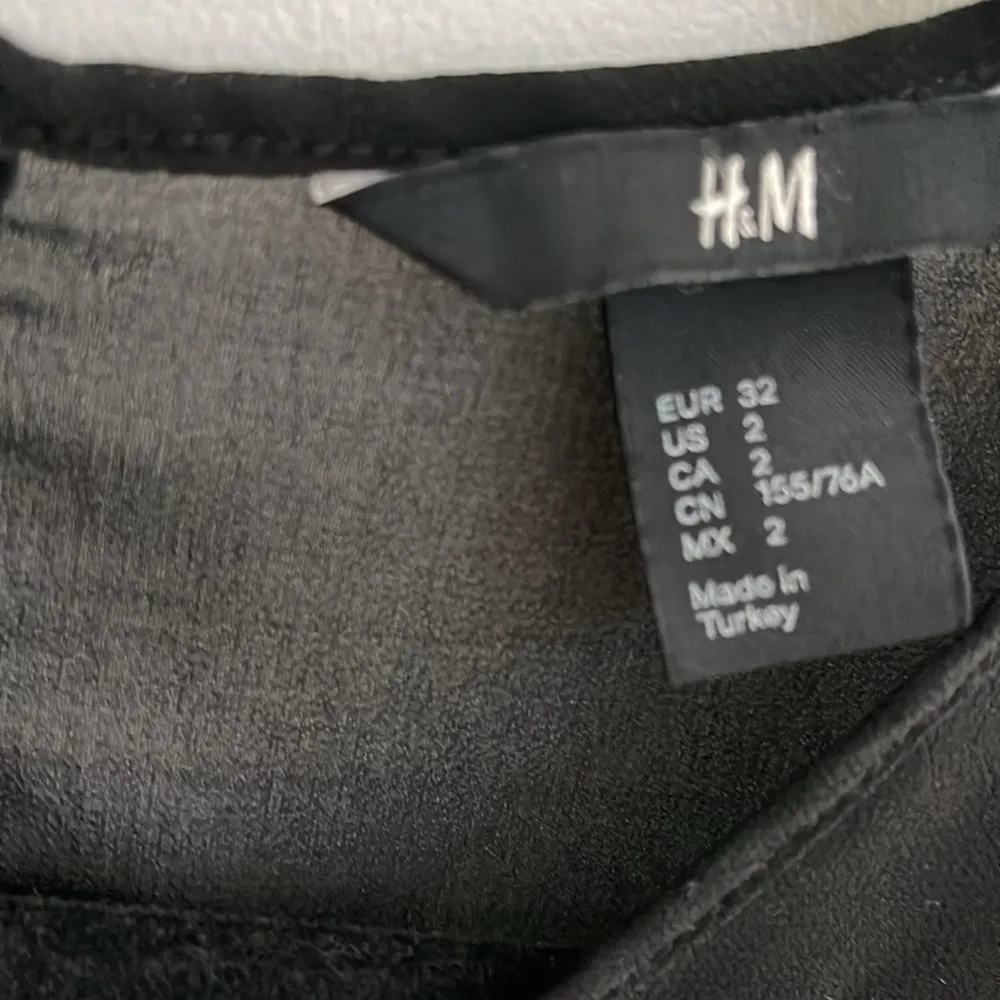 H&M
EUR 32
US 2
CA 2
CN 155/76A
MX 2
Made in
Turkey